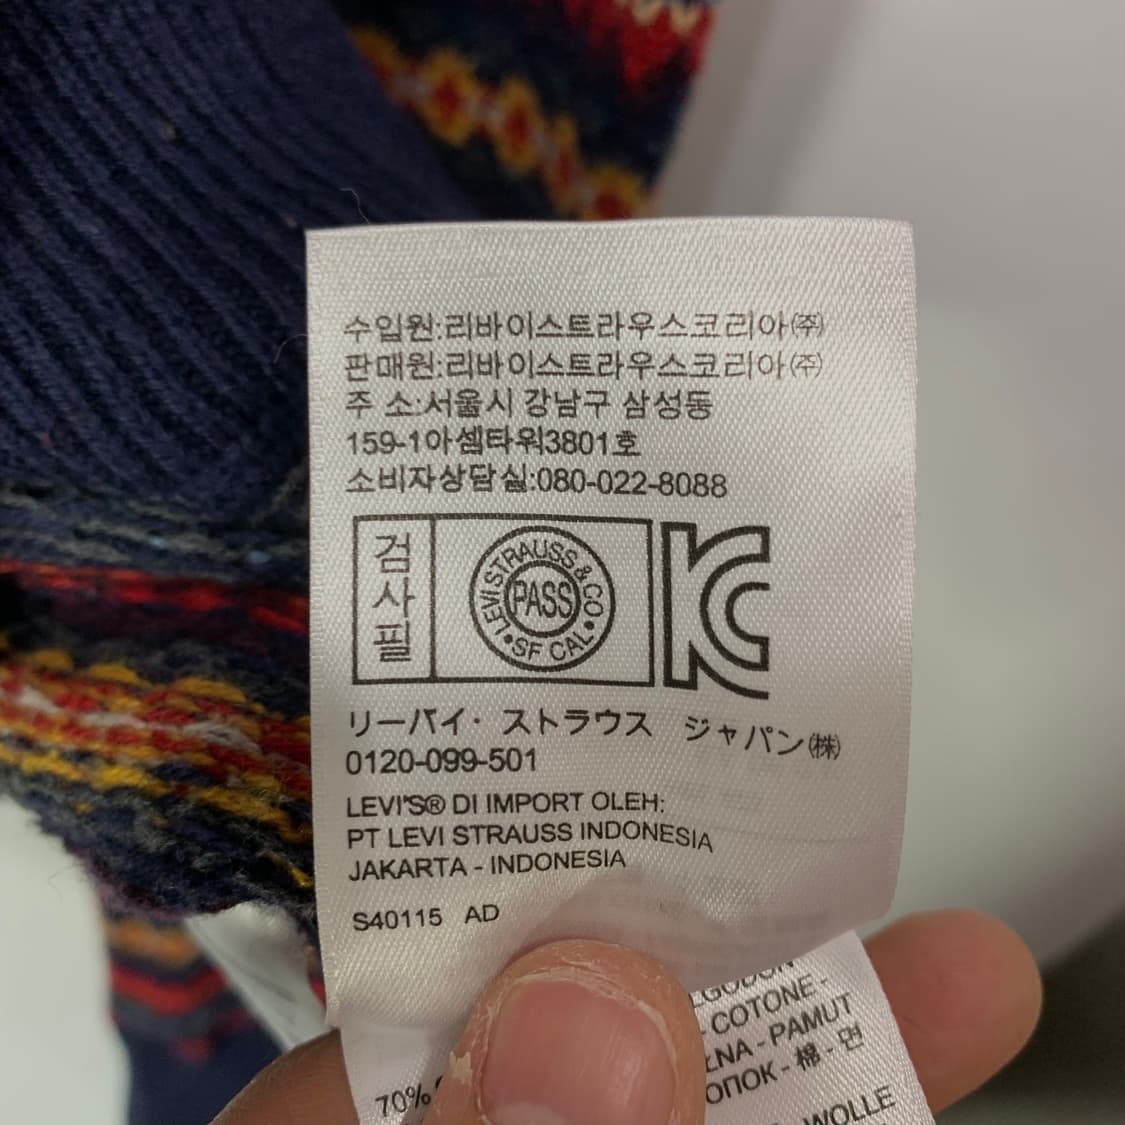 수입원:리바이스트라우스코리아㈜
판매원:리바이스트라우스코리아㈜
주 소:서울시 강남구 삼성동
159-1아셈타워3801호
소비자상담실:080-022-8088
검사필
LEVI STRAUSS & CO
PASS
•SF CAL•
リーバイ・ストラウス ジャパン㈱
0120-099-501
LEVI'S® DI IMPORT OLEH:
PT LEVI STRAUSS INDONESIA
JAKARTA - INDONESIA
S40115 AD
COTONE -
- PAMUT
70%
- 棉 - 면
WOLLE